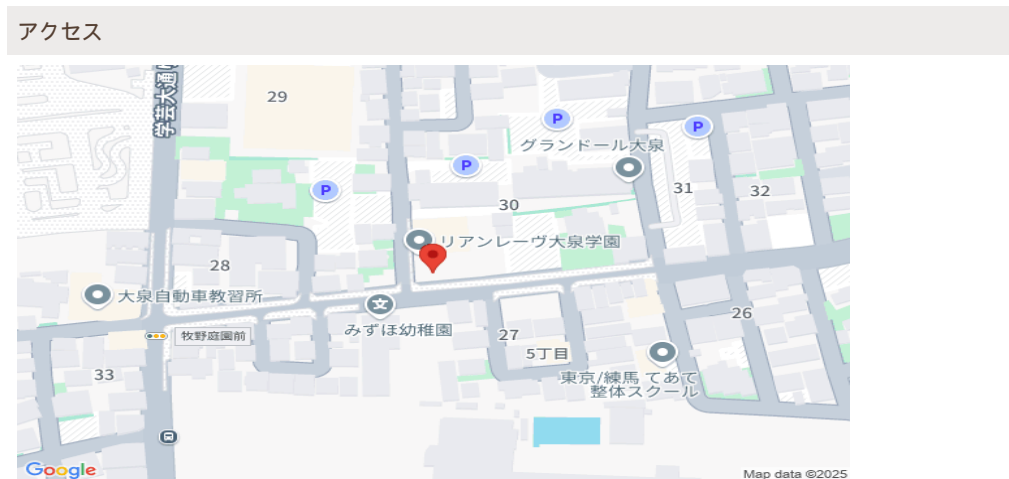 アクセス
学芸大通り
29
P
P
グランドール大泉
P
P
31
32
30
リアンレーヴ大泉学園
28
大泉自動車教習所
文
みずほ幼稚園
牧野庭園前
27
26
5丁目
33
東京/練馬 てあて
整体スクール
Google
Map data ©2025